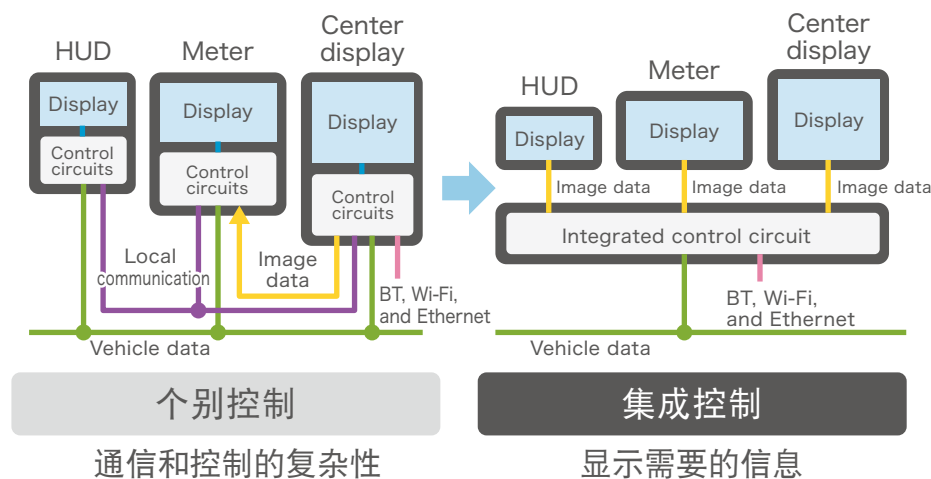 HUD
Meter
Center
display
Display
Display
Display
Control
circuits
Control
circuits
Control
circuits
Local
communication
Image
data
BT, Wi-Fi,
and Ethernet
Vehicle data
个别控制
通信和控制的复杂性
HUD
Meter
Center
display
Display
Display
Display
Image data
Image data
Image data
Integrated control circuit
BT, Wi-Fi,
and Ethernet
Vehicle data
集成控制
显示需要的信息